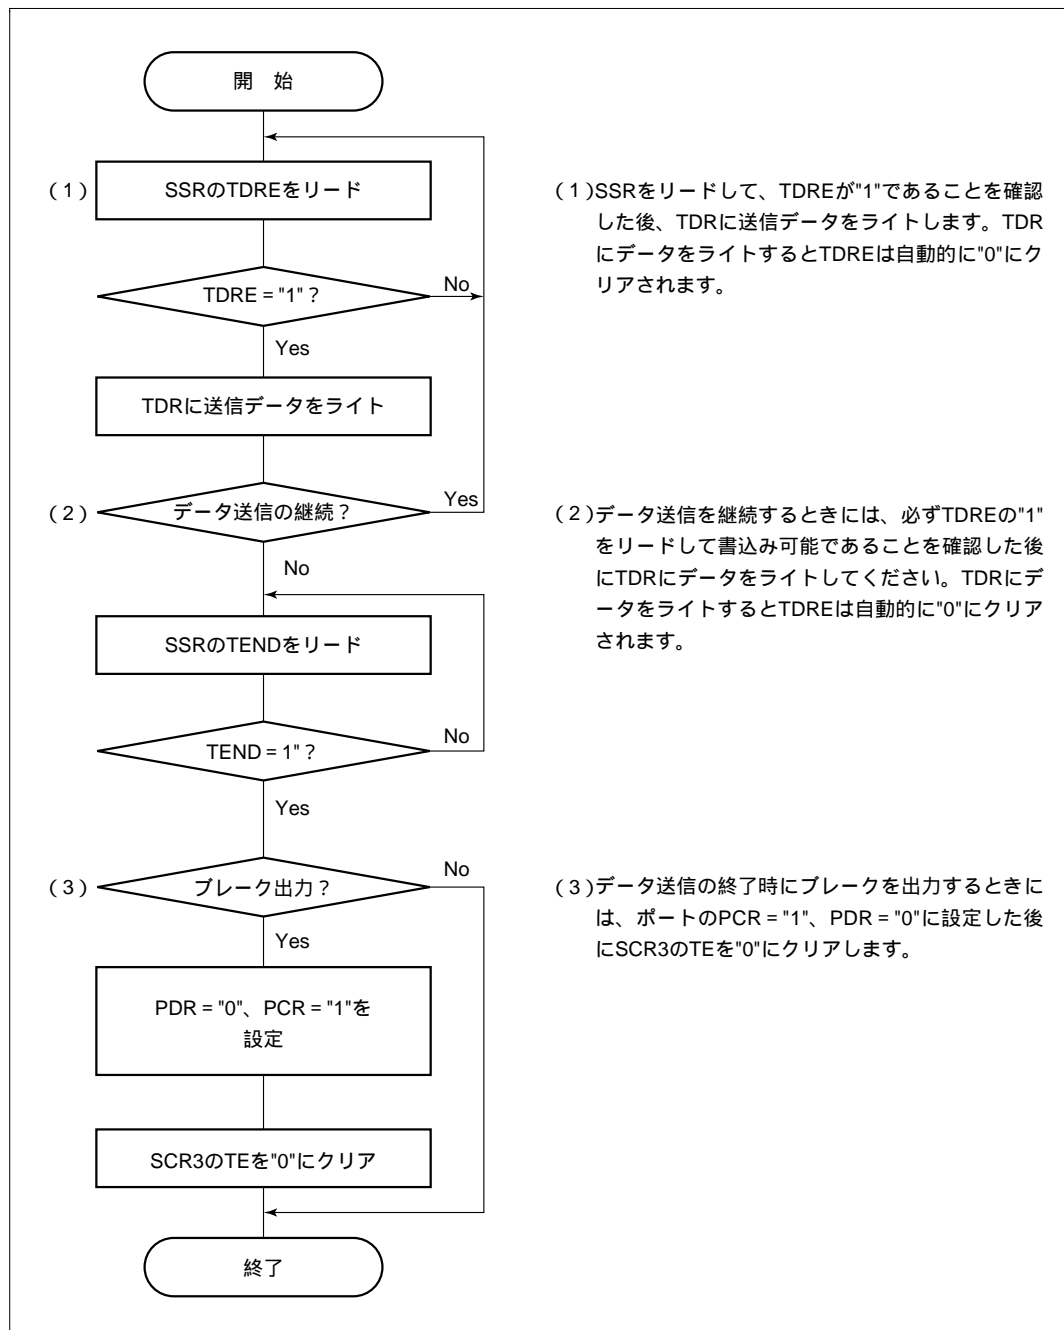 開　始
(1)
SSRのTDREをリード
TDRE = "1"？
No
Yes
TDRに送信データをライト
(2)
データ送信の継続？
Yes
No
SSRのTENDをリード
TEND = 1"？
No
Yes
(3)
ブレーク出力？
No
Yes
PDR = "0"、PCR = "1"を
設定
SCR3のTEを"0"にクリア
終了
(1)SSRをリードして、TDREが"1"であることを確認
した後、TDRに送信データをライトします。TDR
にデータをライトするとTDREは自動的に"0"にク
リアされます。
(2)データ送信を継続するときには、必ずTDREの"1"
をリードして書込み可能であることを確認した後
にTDRにデータをライトしてください。TDRにデ
ータをライトするとTDREは自動的に"0"にクリア
されます。
(3)データ送信の終了時にブレークを出力するときに
は、ポートのPCR = "1"、PDR = "0"に設定した後
にSCR3のTEを"0"にクリアします。